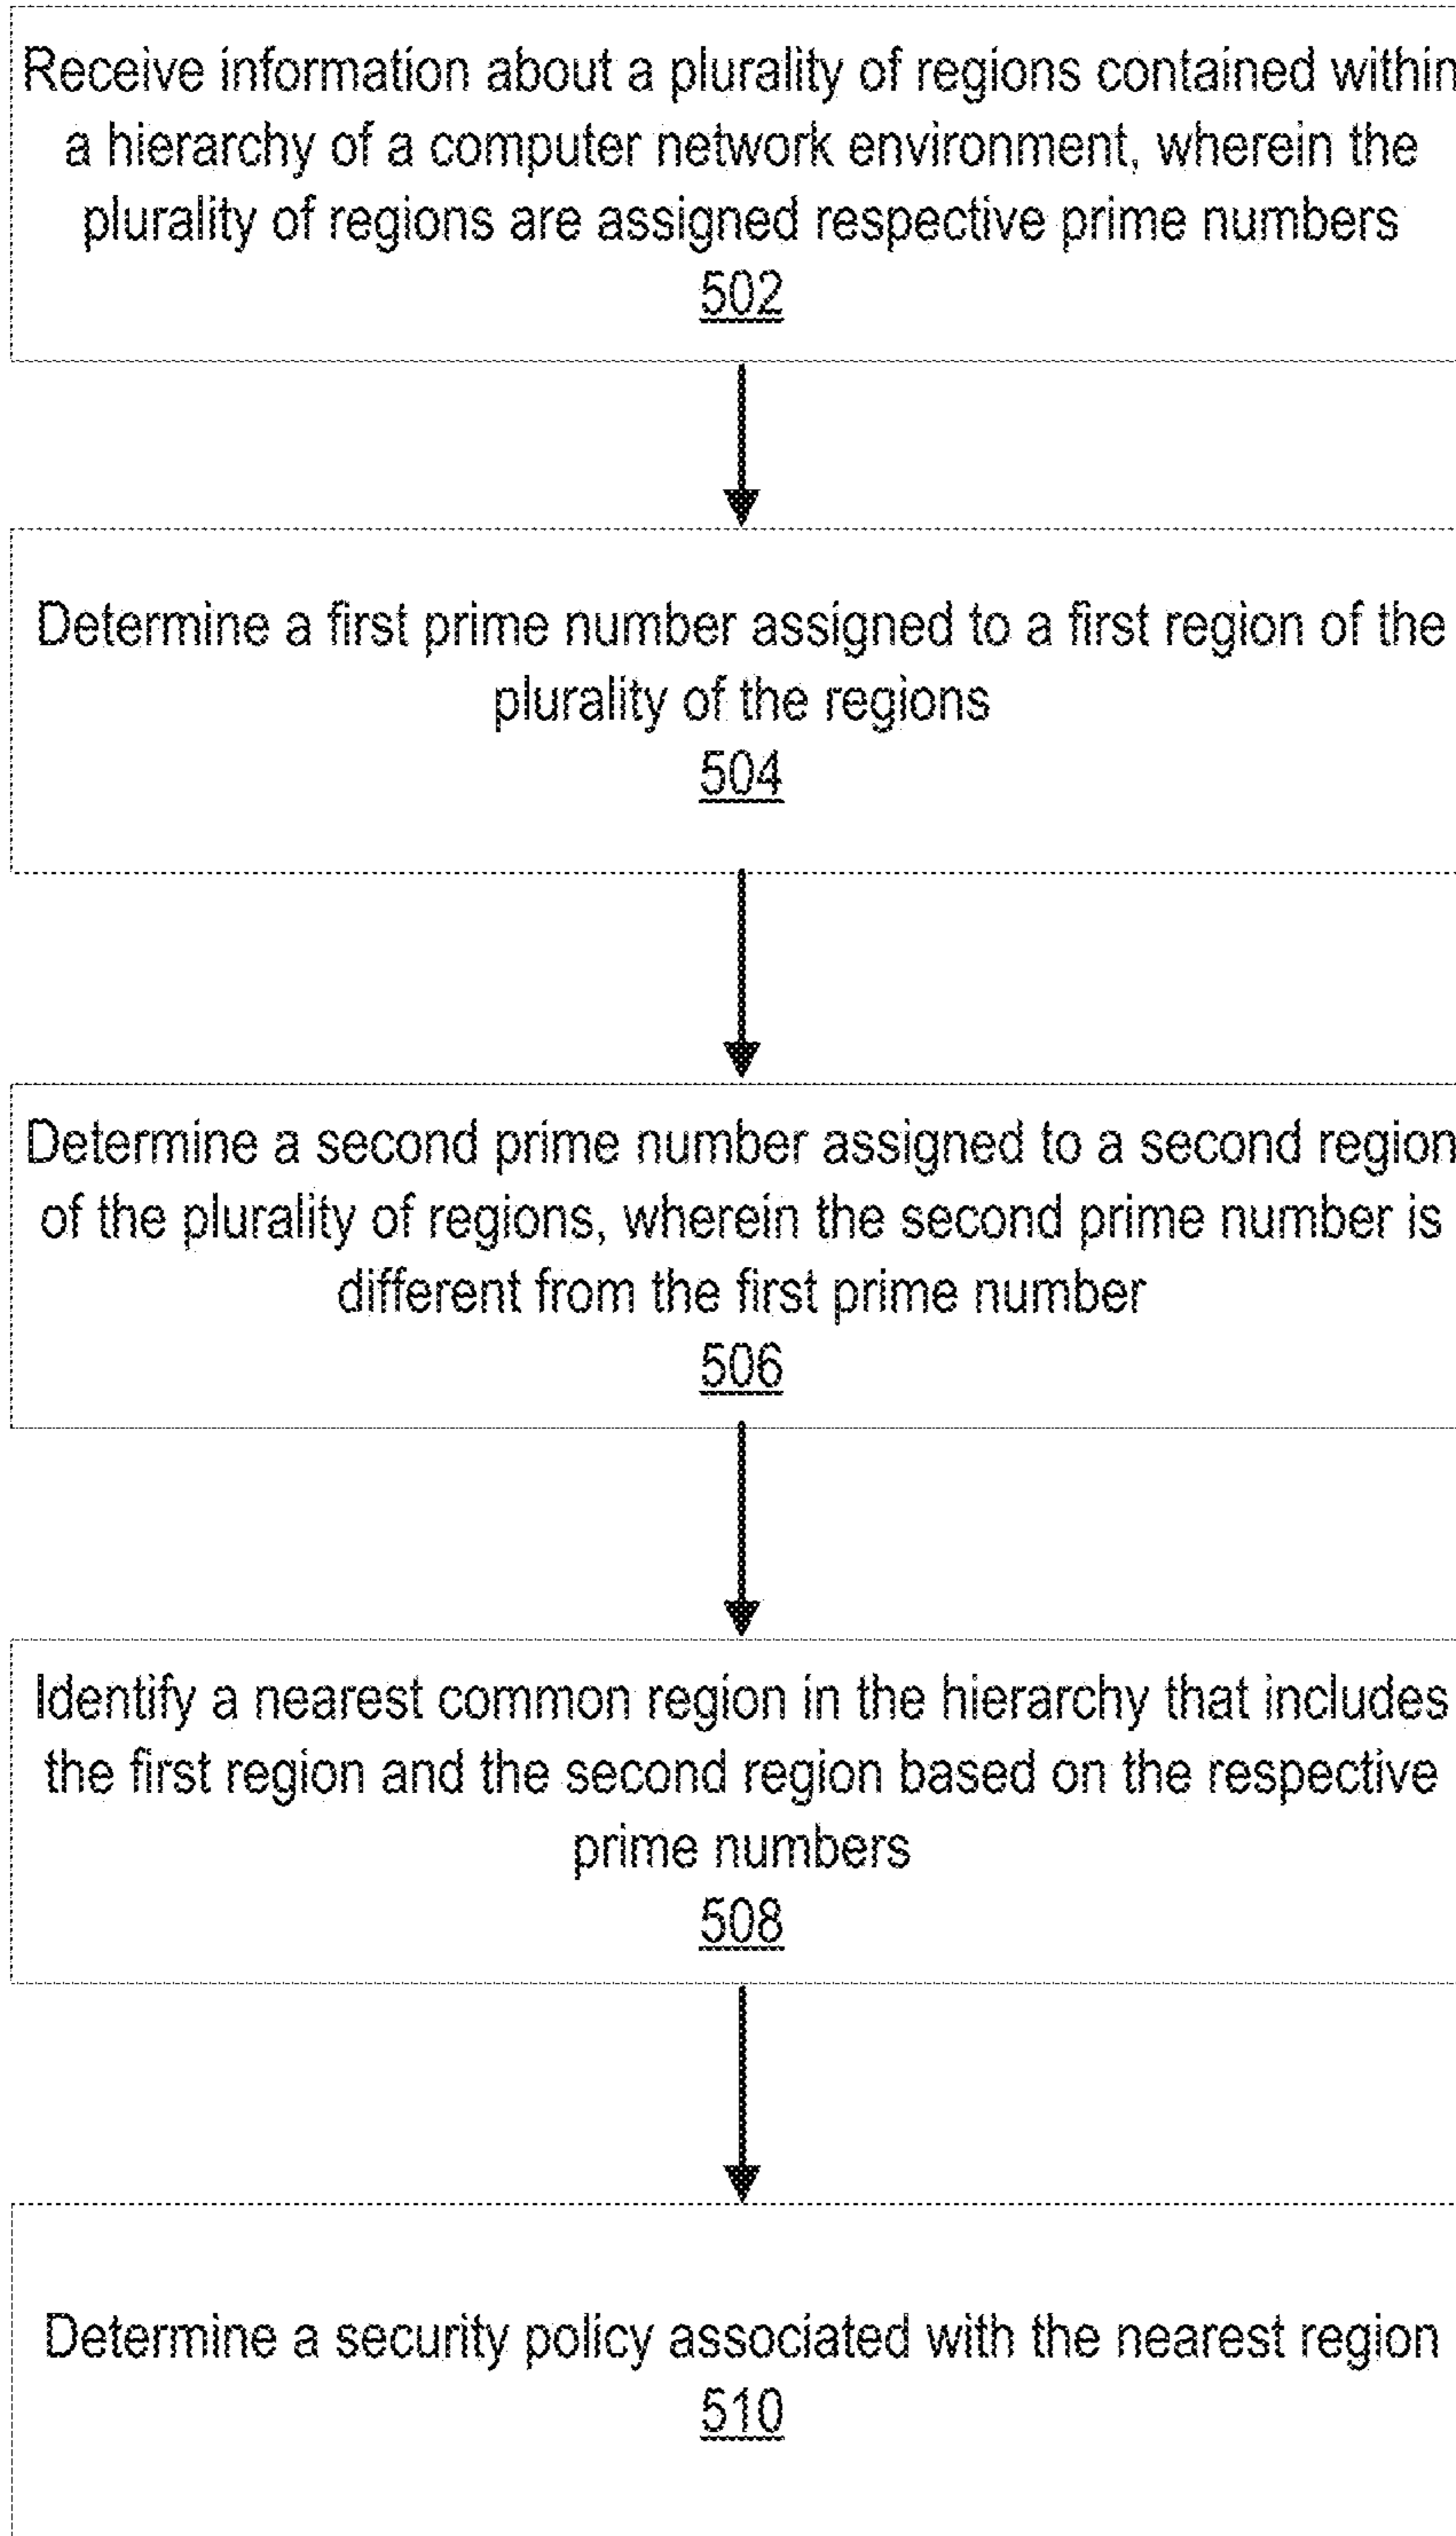 Receive information about a plurality of regions contained within
a hierarchy of a computer network environment, wherein the
plurality of regions are assigned respective prime numbers
502
Determine a first prime number assigned to a first region of the
plurality of the regions
504
Determine a second prime number assigned to a second region
of the plurality of regions, wherein the second prime number is
different from the first prime number
506
Identify a nearest common region in the hierarchy that includes
the first region and the second region based on the respective
prime numbers
508
Determine a security policy associated with the nearest region
510